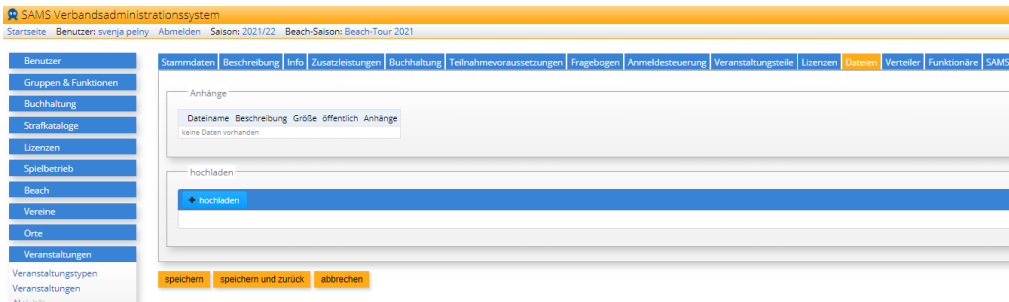 SAMS Verbandsadministrationssystem
Startseite Benutzer: svenja pelny Abmelden Saison: 2021/22 Beach-Saison: Beach-Tour 2021
Benutzer
Gruppen & Funktionen
Buchhaltung
Strafkataloge
Lizenzen
Spielbetrieb
Beach
Vereine
Orte
Veranstaltungen
Veranstaltungstypen
Veranstaltungen
Stammdaten Beschreibung Info Zusatzleistungen Buchhaltung Teilnahmevoraussetzungen Fragebogen Anmeldesteuerung Veranstaltungsteile Lizenzen Dateien Verteiler Funktionäre SAMS
Anhänge
Dateiname Beschreibung Größe öffentlich Anhänge
keine Daten vorhanden
hochladen
+ hochladen
speichern speichern und zurück abbrechen